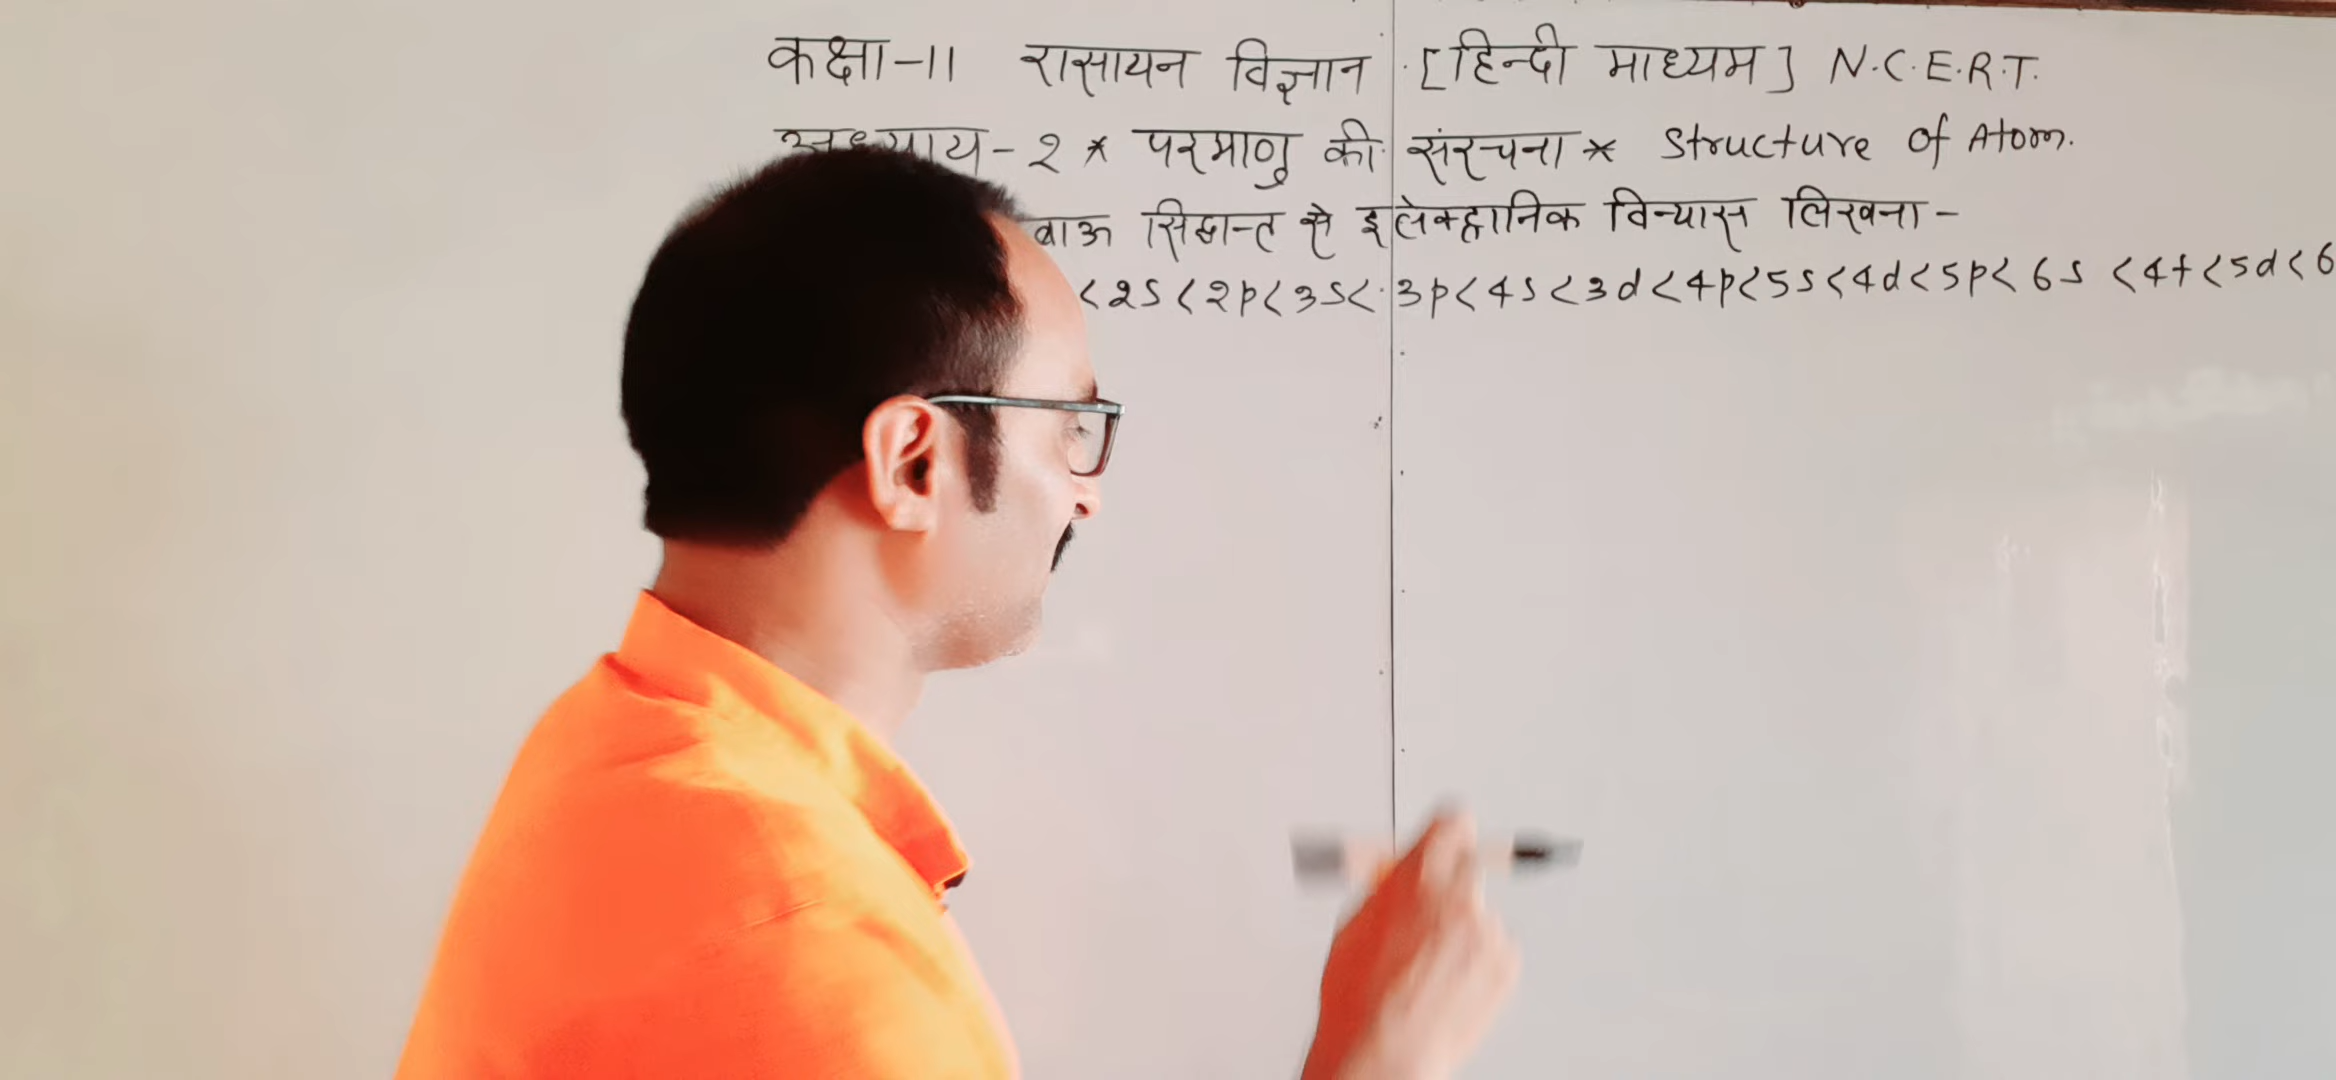 कक्षा-11 रासायन विज्ञान [हिन्दी माध्यम] N.C.E.R.T.
अध्याय-2 * परमाणु की संरचना * Structure of Atom.
बाऊ सिद्धान्त से इलेक्ट्रानिक विन्यास लिखना-
<2s<2p<3s<3p<4s<3d<4p<5s<4d<5p<6s<4f<5d<6